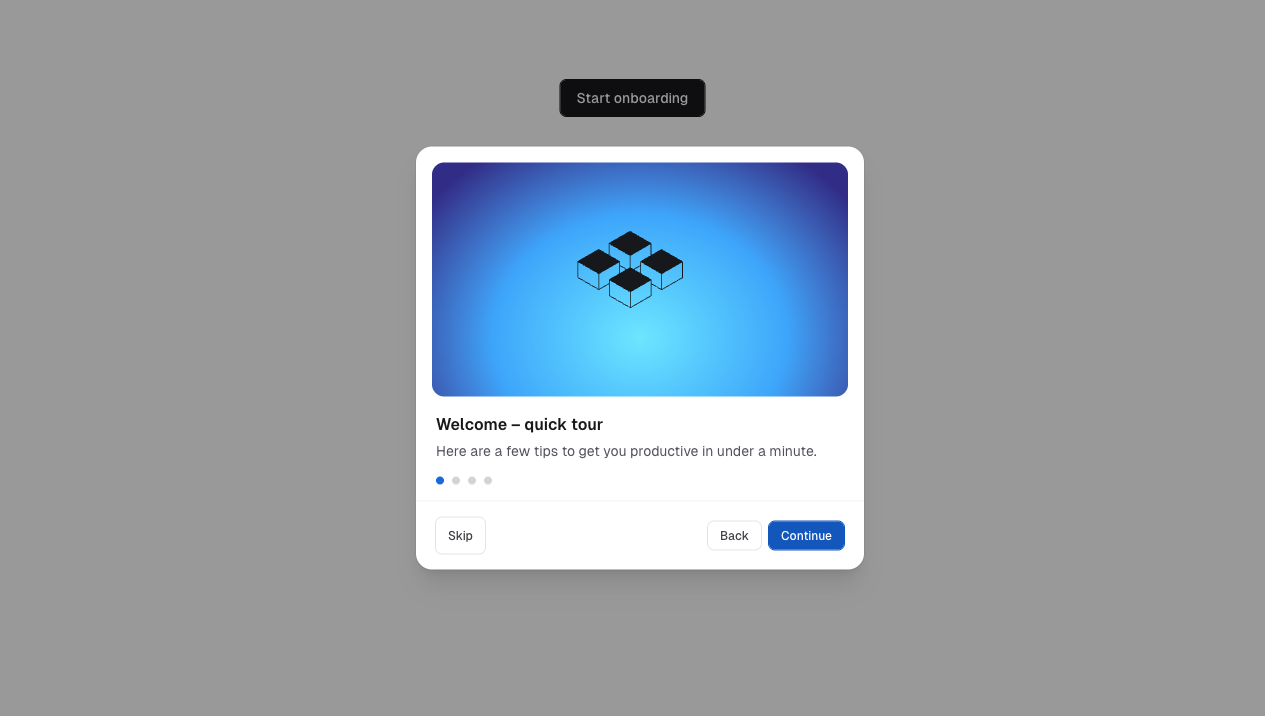 Start onboarding
Welcome – quick tour
Here are a few tips to get you productive in under a minute.
Skip
Back
Continue